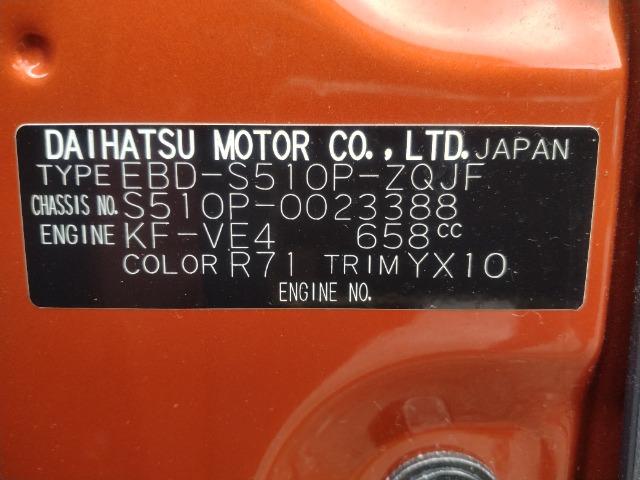 DAIHATSU MOTOR CO., LTD. JAPAN
TYPE EBD-S510P-ZQJF
CHASSIS NO. S510P-0023388
ENGINE KF-VE4 658cc
COLOR R71 TRIM YX10
ENGINE NO.